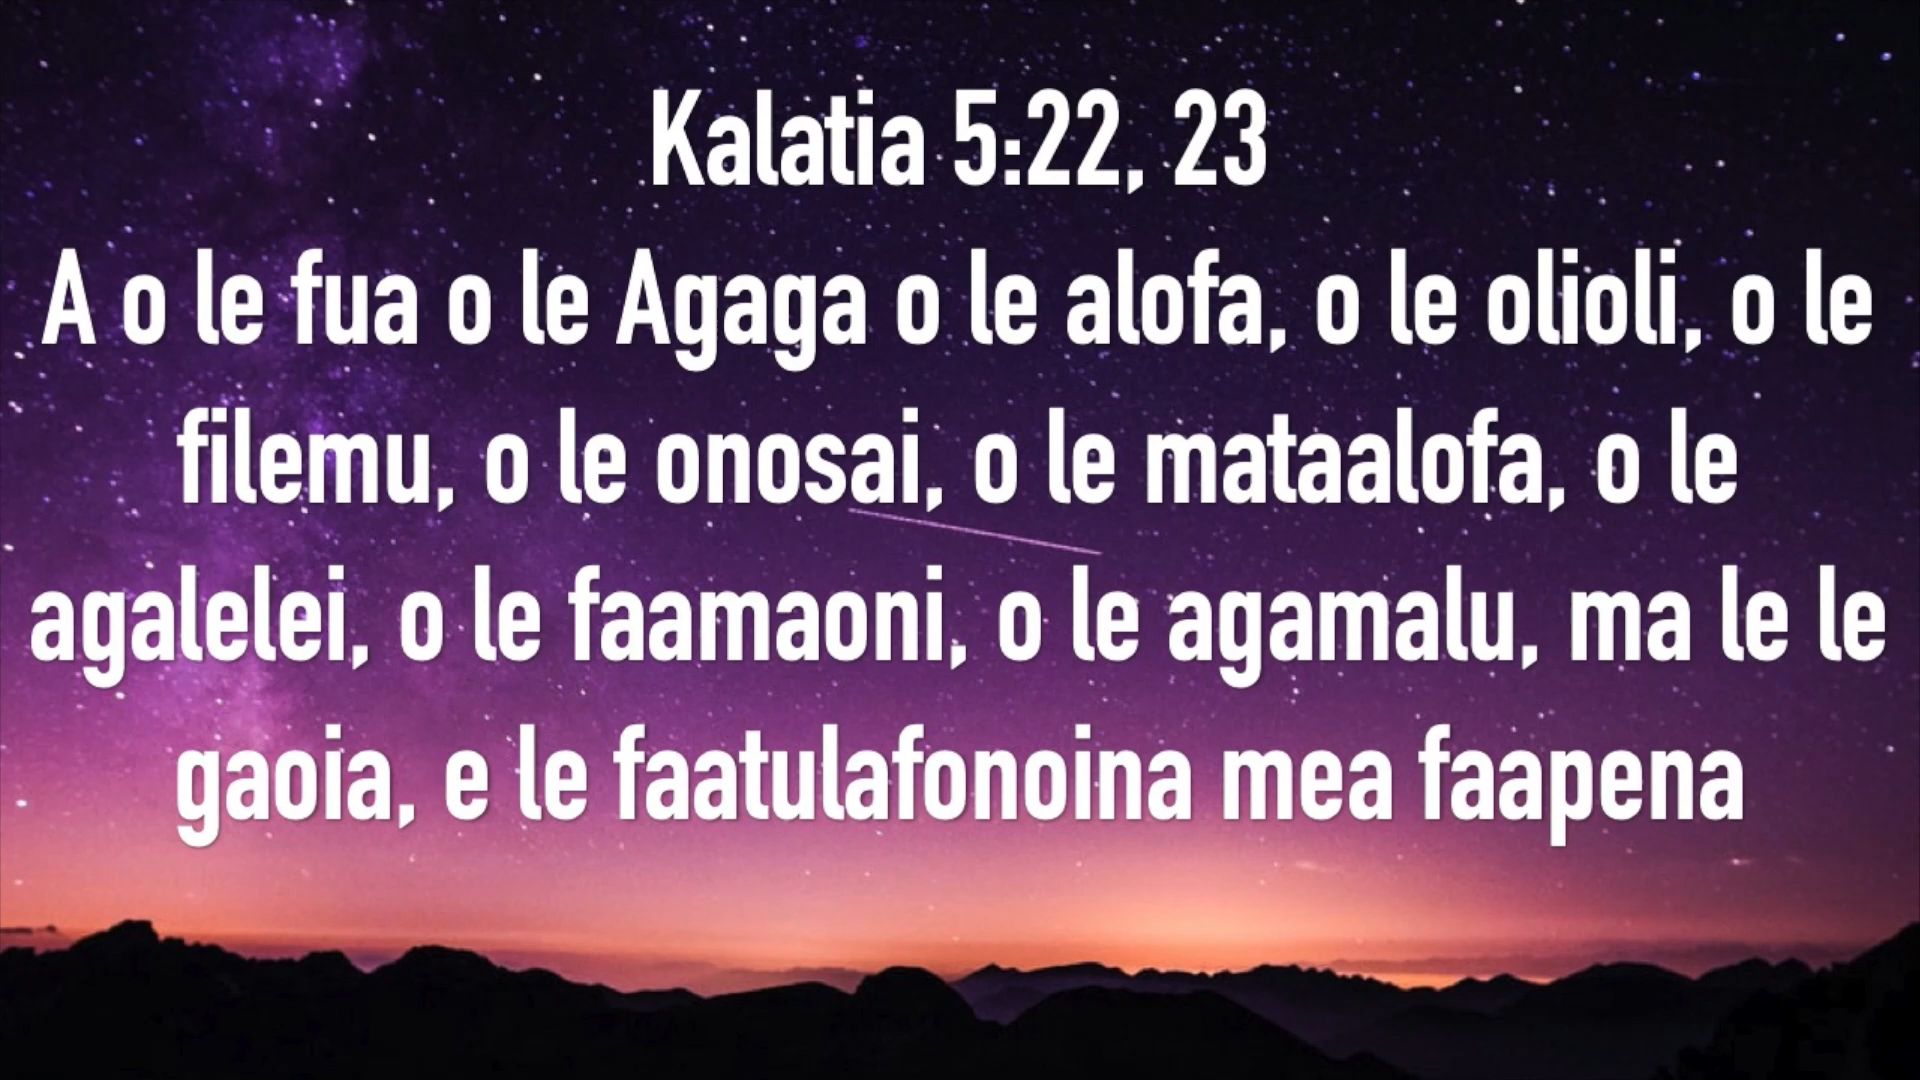 Kalatia 5:22, 23
A o le fua o le Agaga o le alofa, o le olioli, o le
filemu, o le onosai, o le mataalofa, o le
agalelei, o le faamaoni, o le agamalu, ma le le
gaoia, e le faatulafonoina mea faapena